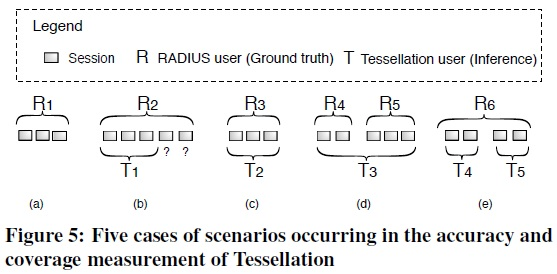 Legend
Session R RADIUS user (Ground truth) T Tessellation user (Inference)
R1 R2 R3 R4 R5 R6
? ?
T1 T2 T3 T4 T5
(a) (b) (c) (d) (e)
Figure 5: Five cases of scenarios occurring in the accuracy and
coverage measurement of Tessellation